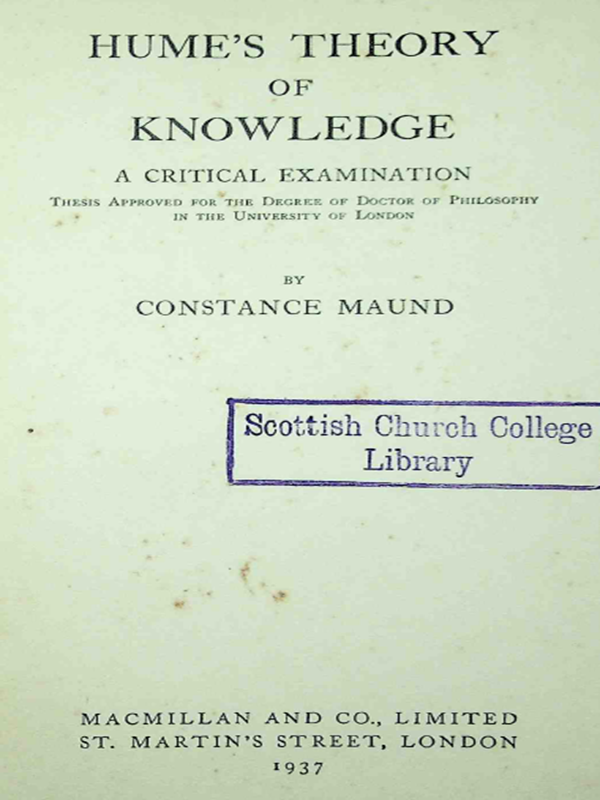 HUME'S THEORY
OF
KNOWLEDGE
A CRITICAL EXAMINATION
THESIS APPROVED FOR THE DEGREE OF DOCTOR OF PHILOSOPHY
IN THE UNIVERSITY OF LONDON
BY
CONSTANCE MAUND
Scottish Church College
Library
MACMILLAN AND CO., LIMITED
ST. MARTIN'S STREET, LONDON
1937